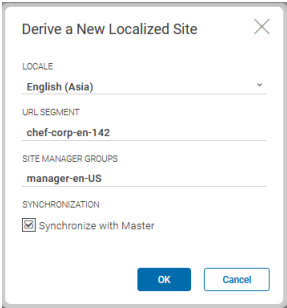 Derive a New Localized Site
LOCALE
English (Asia)
URL SEGMENT
chef-corp-en-142
SITE MANAGER GROUPS
manager-en-US
SYNCHRONIZATION
Synchronize with Master
OK Cancel